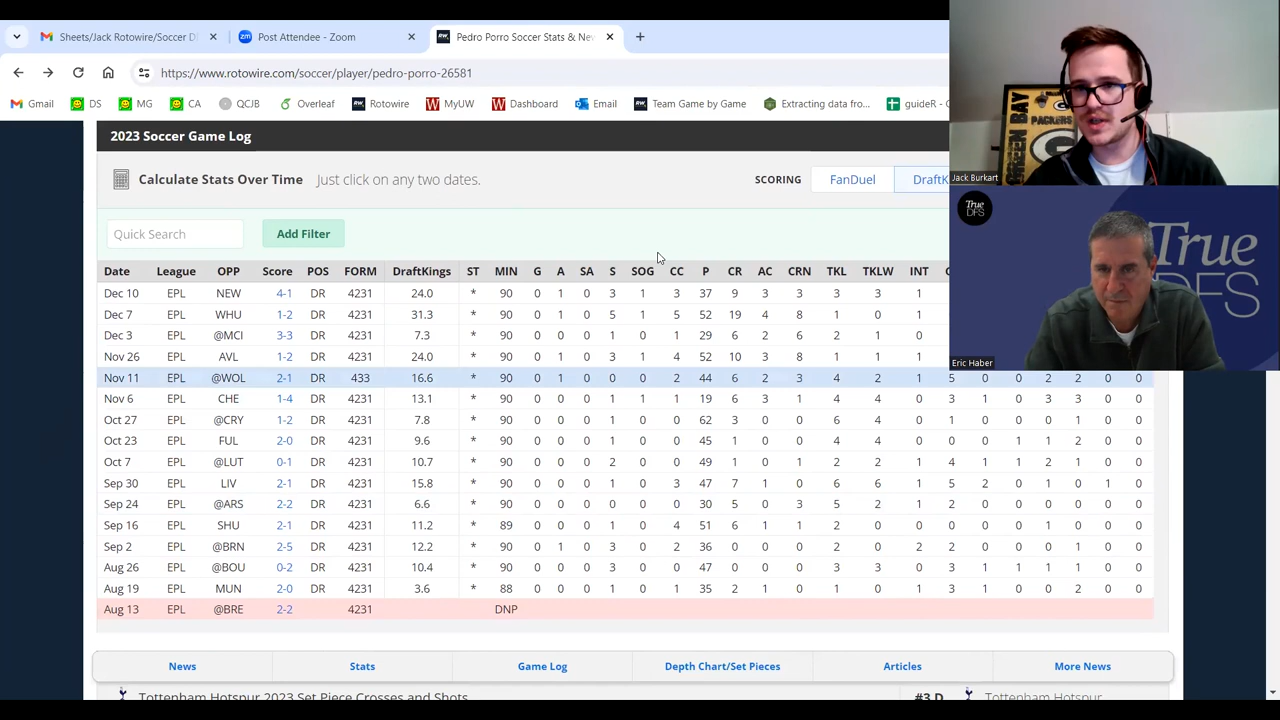 Sheets/Jack Rotowire/Soccer D
Post Attendee - Zoom
Pedro Porro Soccer Stats & Nev
https://www.rotowire.com/soccer/player/pedro-porro-26581
Gmail DS MG CA QCJB Overleaf Rotowire MyUW Dashboard Email Team Game by Game Extracting data fro... guideR - G
2023 Soccer Game Log
Calculate Stats Over Time Just click on any two dates. SCORING FanDuel DraftK
Quick Search Add Filter
Date League OPP Score POS FORM DraftKings ST MIN G A SA S SOG CC P CR AC CRN TKL TKLW INT
Dec 10 EPL NEW 4-1 DR 4231 24.0 * 90 0 1 0 3 1 3 37 9 3 3 3 3 1
Dec 7 EPL WHU 1-2 DR 4231 31.3 * 90 0 1 0 5 1 5 52 19 4 8 1 0 1
Dec 3 EPL @MCI 3-3 DR 4231 7.3 * 90 0 0 0 1 0 1 29 6 2 6 2 1 0
Nov 26 EPL AVL 1-2 DR 4231 24.0 * 90 0 1 0 3 1 4 52 10 3 8 1 1 1
Nov 11 EPL @WOL 2-1 DR 433 16.6 * 90 0 1 0 0 0 2 44 6 2 3 4 2 1 5 0 0 2 2 0 0
Nov 6 EPL CHE 1-4 DR 4231 13.1 * 90 0 0 0 1 1 1 19 6 3 1 4 4 0 3 1 0 3 3 0 0
Oct 27 EPL @CRY 1-2 DR 4231 7.8 * 90 0 0 0 1 0 0 62 3 0 0 6 4 0 1 0 0 0 2 0 0
Oct 23 EPL FUL 2-0 DR 4231 9.6 * 90 0 0 0 1 0 0 45 1 0 0 4 4 0 0 0 1 1 2 0 0
Oct 7 EPL @LUT 0-1 DR 4231 10.7 * 90 0 0 0 2 0 0 49 1 0 1 2 2 1 4 1 1 2 1 0 0
Sep 30 EPL LIV 2-1 DR 4231 15.8 * 90 0 0 0 1 0 3 47 7 1 0 6 6 1 5 2 0 1 0 1 0
Sep 24 EPL @ARS 2-2 DR 4231 6.6 * 90 0 0 0 0 0 0 30 5 0 3 5 2 1 2 0 0 0 0 0 0
Sep 16 EPL SHU 2-1 DR 4231 11.2 * 89 0 0 0 1 0 4 51 6 1 1 2 0 0 0 0 0 0 1 0 0
Sep 2 EPL @BRN 2-5 DR 4231 12.2 * 90 0 1 0 3 0 2 36 0 0 0 2 0 2 2 0 0 0 1 0 0
Aug 26 EPL @BOU 0-2 DR 4231 10.4 * 90 0 0 0 3 0 0 47 0 0 0 3 3 0 3 1 1 1 1 0 0
Aug 19 EPL MUN 2-0 DR 4231 3.6 * 88 0 0 0 1 0 1 35 2 1 0 1 0 1 3 1 0 0 2 0 0
Aug 13 EPL @BRE 2-2 4231 DNP
News Stats Game Log Depth Chart/Set Pieces Articles More News
Tottenham Hotspur 2023 Set Piece Crosses and Shots #3 D Tottenham Hotspur
GREEN BAY
PACKERS
G
Jack Burkart
True
DFS
True
DFS
Eric Haber